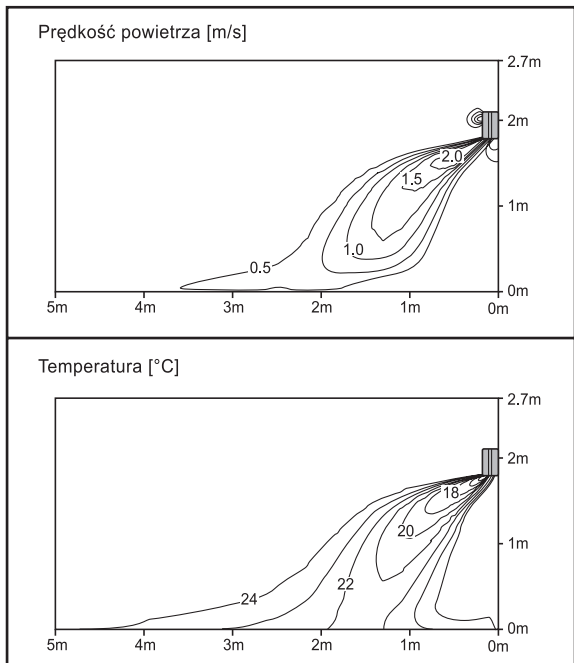 Prędkość powietrza [m/s]
2.7m
2m
2.0
1.5
1m
1.0
0.5
0m
5m 4m 3m 2m 1m 0m
Temperatura [°C]
2.7m
2m
18
20
1m
22
24
0m
5m 4m 3m 2m 1m 0m